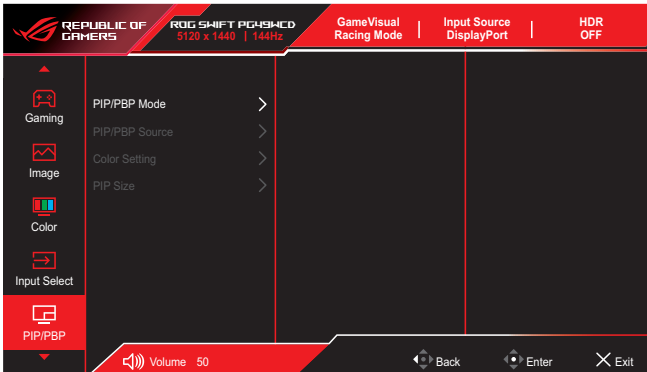 REPUBLIC OF
GAMERS
ROG SWIFT PG49WCD
5120 x 1440 | 144Hz
GameVisual
Racing Mode
Input Source
DisplayPort
HDR
OFF
Gaming
Image
Color
Input Select
PIP/PBP
PIP/PBP Mode
PIP/PBP Source
Color Setting
PIP Size
Volume 50
Back
Enter
Exit